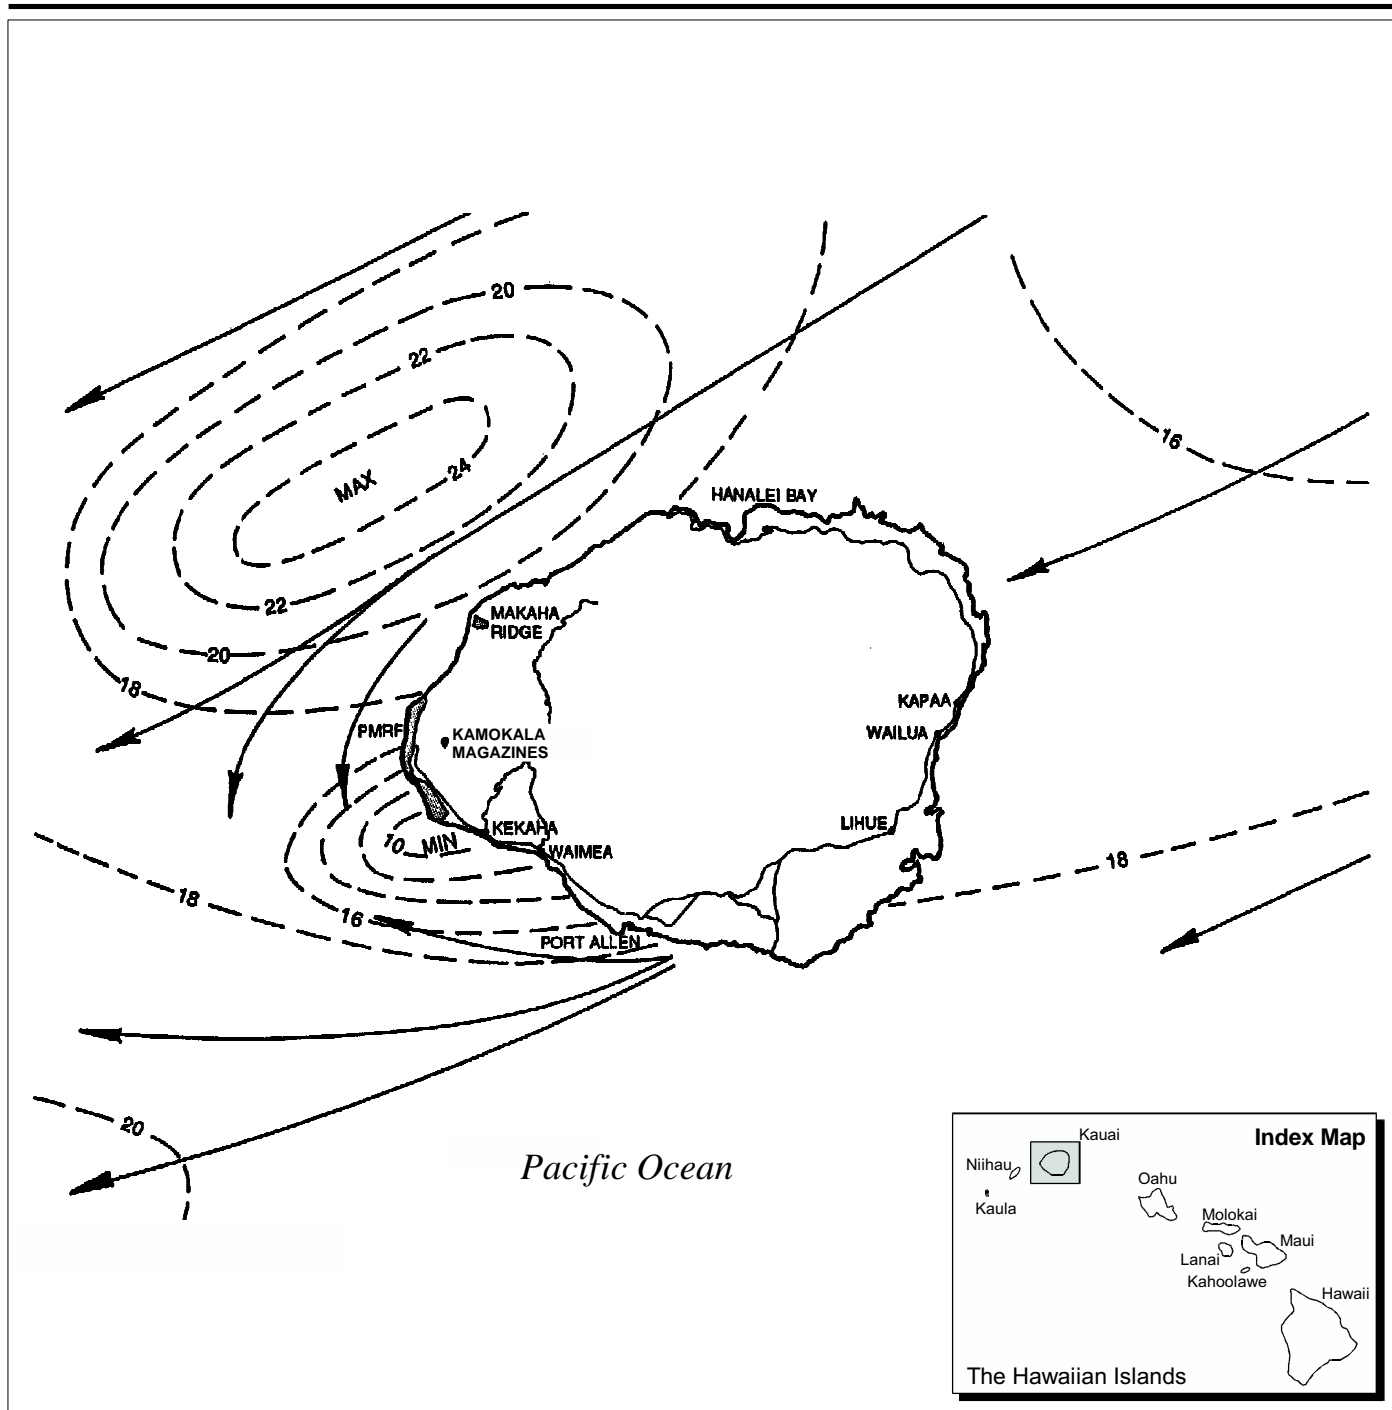 20
22
16
MAX
24
HANALEI BAY
22
MAKAHA
RIDGE
20
18
KAPAA
PMRF
KAMOKALA
MAGAZINES
WAILUA
LIHUE
KEKAHA
10
MIN
WAIMEA
18
18
16
PORT ALLEN
20
Pacific Ocean
Index Map
Kauai
Niihau
Oahu
Kaula
Molokai
Maui
Lanai
Kahoolawe
Hawaii
The Hawaiian Islands